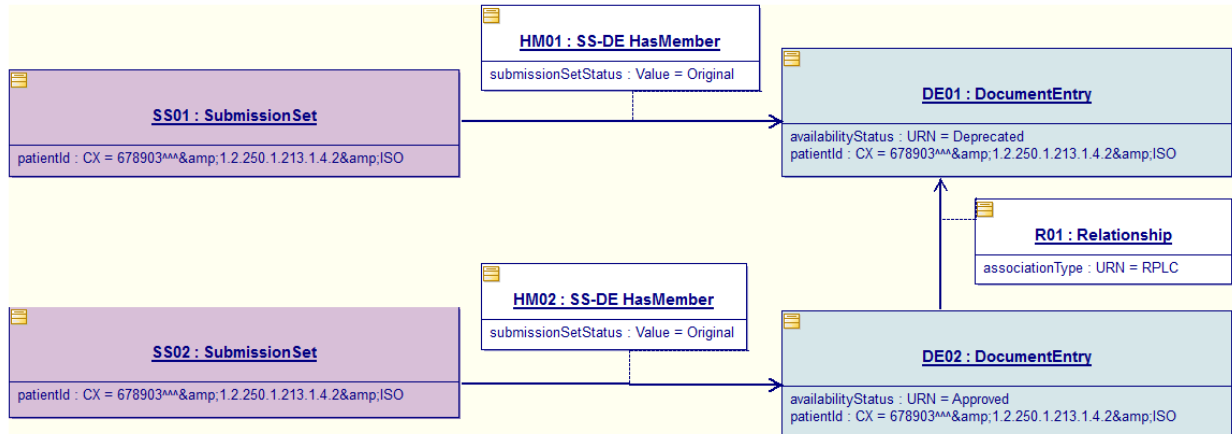 HM01 : SS-DE HasMember
submissionSetStatus : Value = Original
SS01 : SubmissionSet
patientId : CX = 678903^^^&amp;1.2.250.1.213.1.4.2&amp;ISO
DE01 : DocumentEntry
availabilityStatus : URN = Deprecated
patientId : CX = 678903^^^&amp;1.2.250.1.213.1.4.2&amp;ISO
R01 : Relationship
associationType : URN = RPLC
HM02 : SS-DE HasMember
submissionSetStatus : Value = Original
SS02 : SubmissionSet
patientId : CX = 678903^^^&amp;1.2.250.1.213.1.4.2&amp;ISO
DE02 : DocumentEntry
availabilityStatus : URN = Approved
patientId : CX = 678903^^^&amp;1.2.250.1.213.1.4.2&amp;ISO